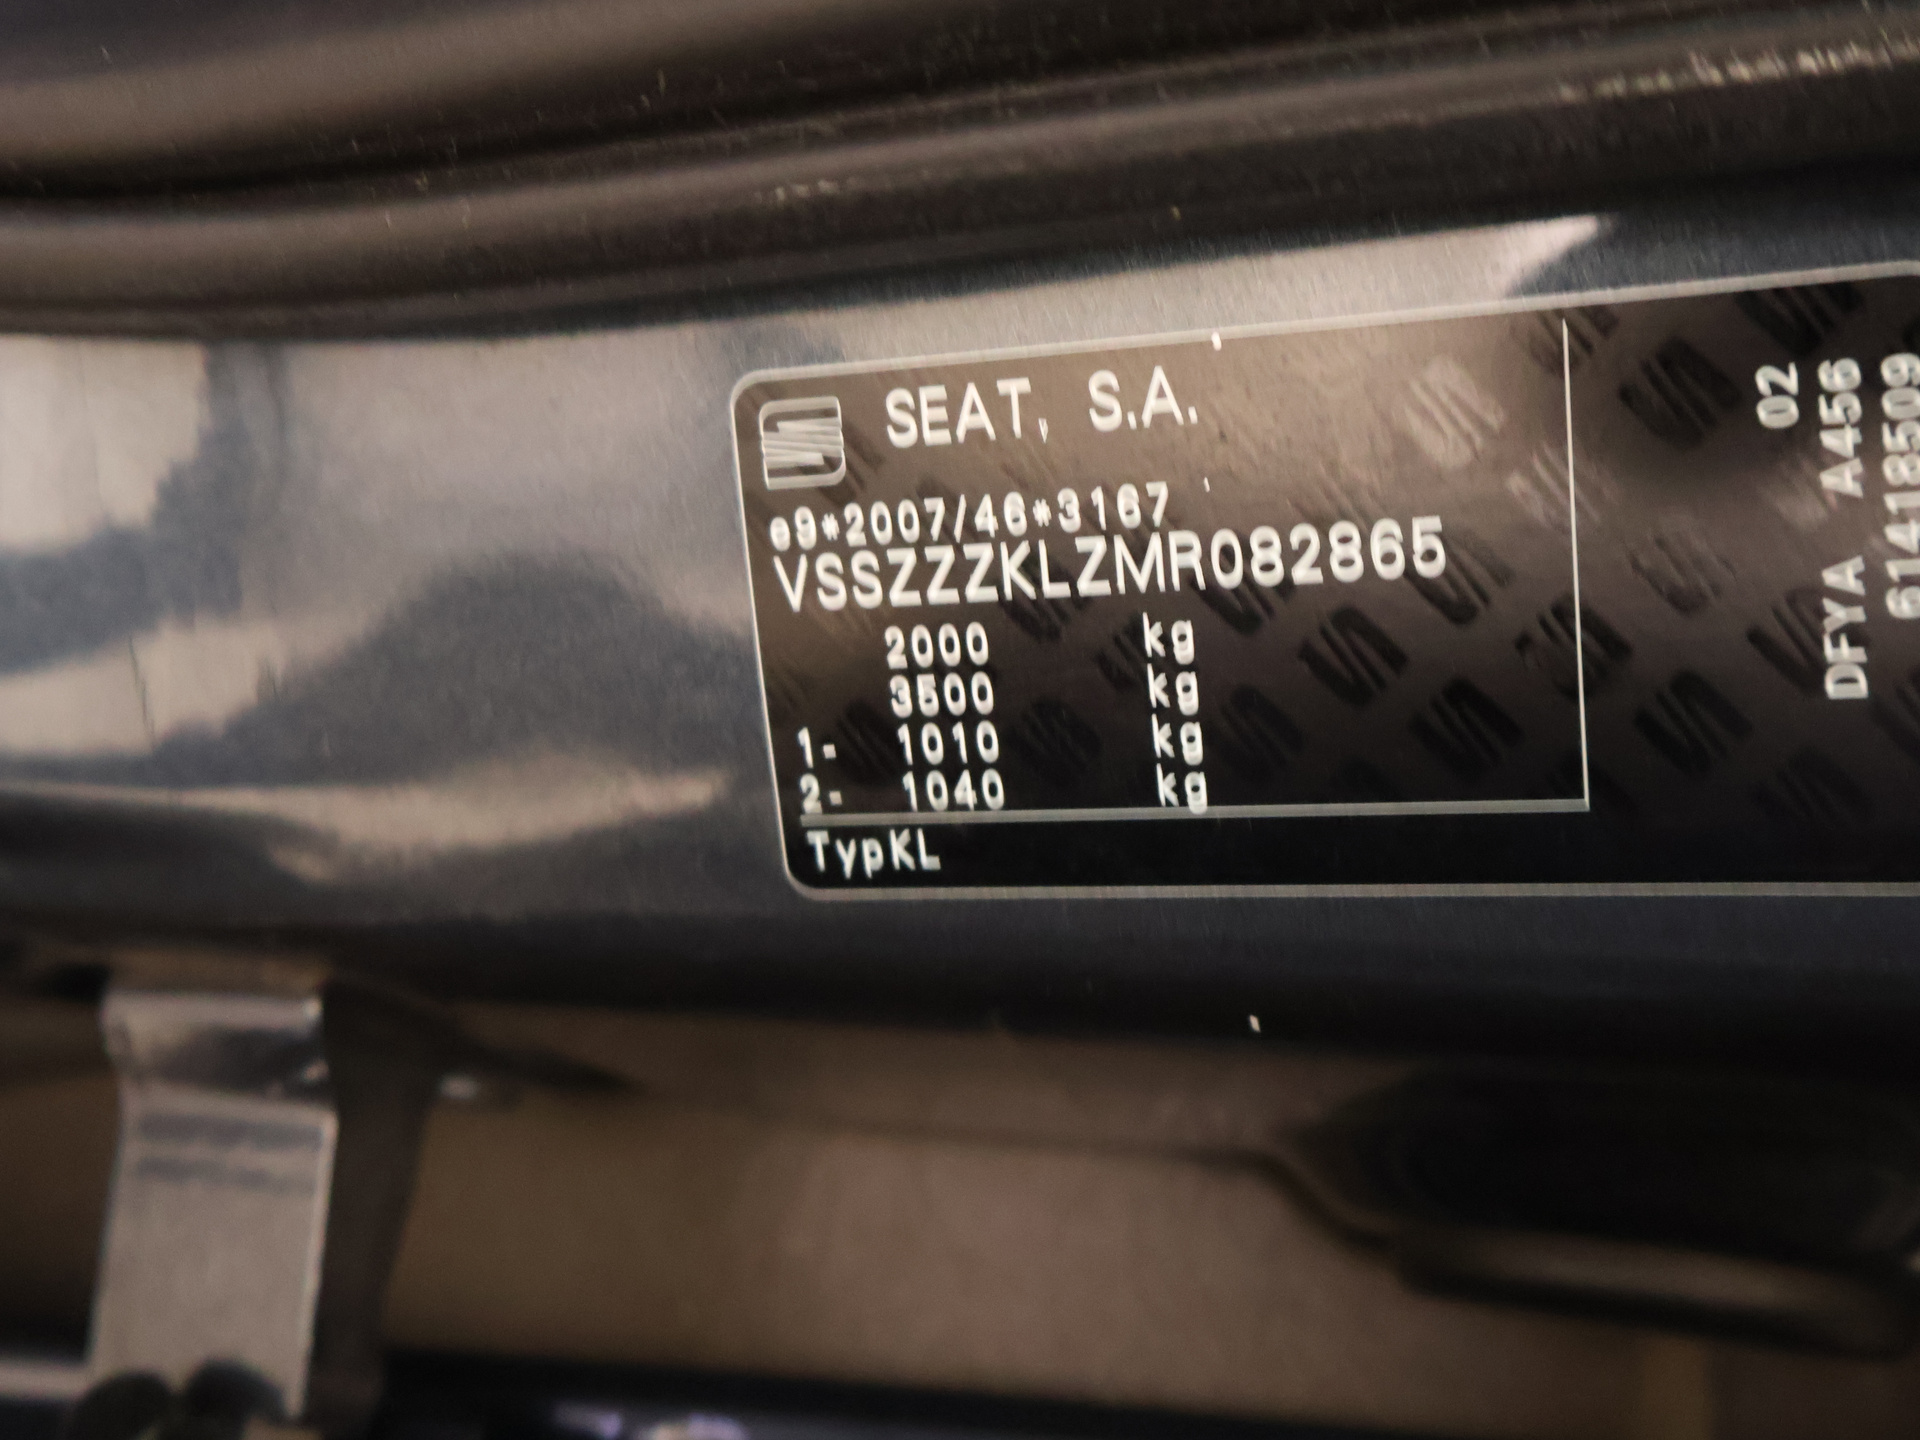 SEAT, S.A.
e9*2007/46*3167
VSSZZZKLZMR082865
2000 kg
3500 kg
1- 1010 kg
2- 1040 kg
TypKL
02
DFYA A456
61418509